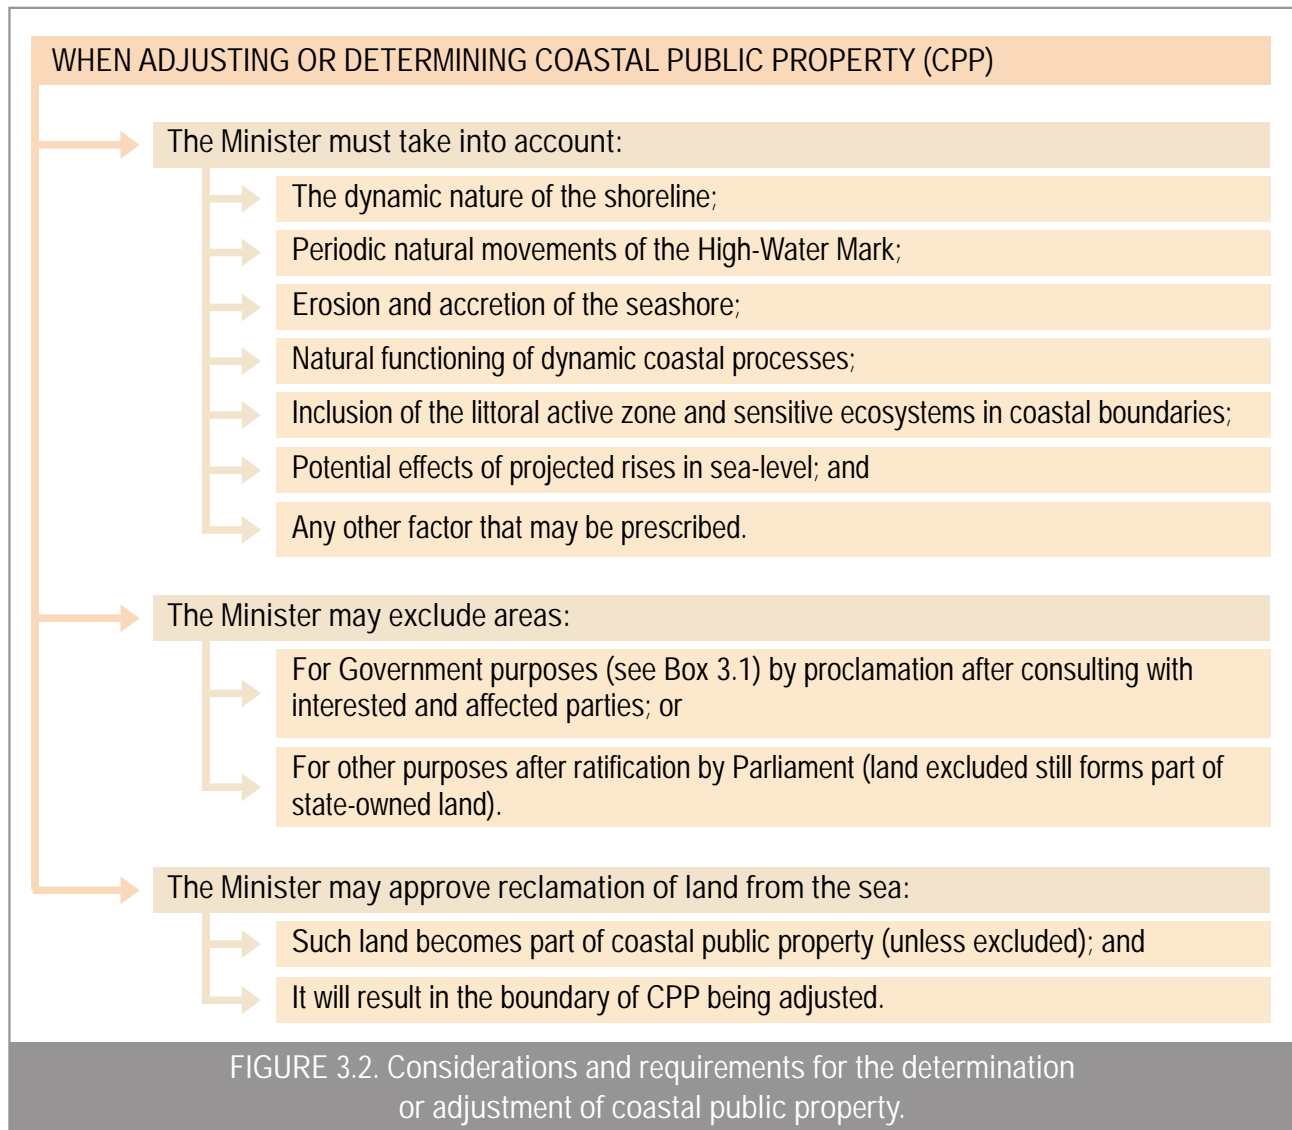 WHEN ADJUSTING OR DETERMINING COASTAL PUBLIC PROPERTY (CPP)
The Minister must take into account:
The dynamic nature of the shoreline;
Periodic natural movements of the High-Water Mark;
Erosion and accretion of the seashore;
Natural functioning of dynamic coastal processes;
Inclusion of the littoral active zone and sensitive ecosystems in coastal boundaries;
Potential effects of projected rises in sea-level; and
Any other factor that may be prescribed.
The Minister may exclude areas:
For Government purposes (see Box 3.1) by proclamation after consulting with
interested and affected parties; or
For other purposes after ratification by Parliament (land excluded still forms part of
state-owned land).
The Minister may approve reclamation of land from the sea:
Such land becomes part of coastal public property (unless excluded); and
It will result in the boundary of CPP being adjusted.
FIGURE 3.2. Considerations and requirements for the determination
or adjustment of coastal public property.